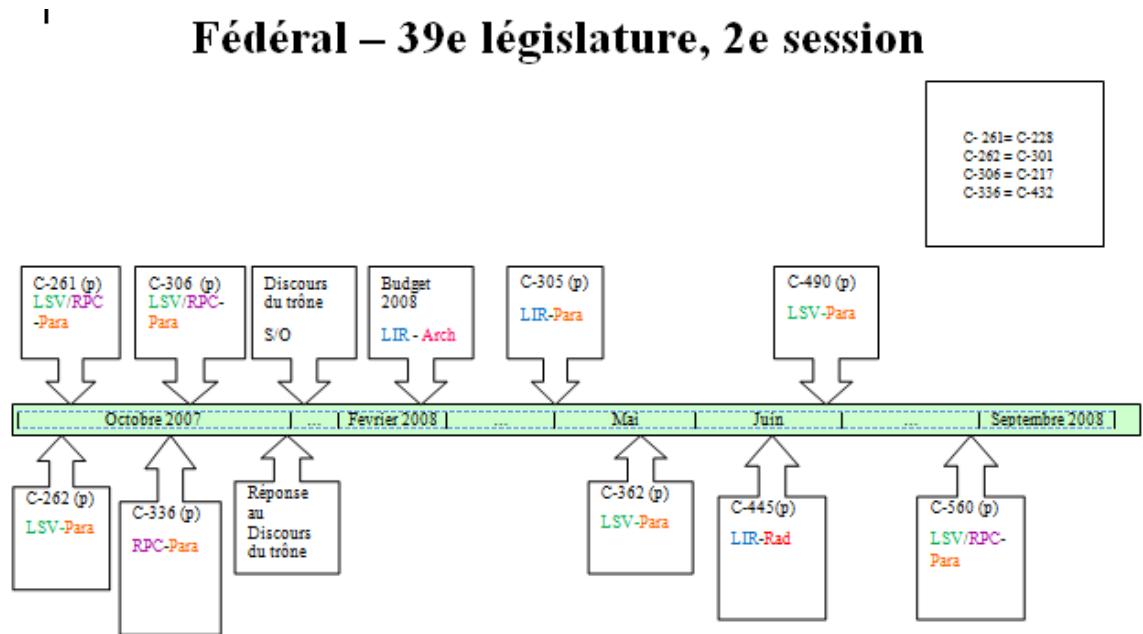 Fédéral – 39e législature, 2e session
C- 261= C-228
C-262 = C-301
C-306 = C-217
C-336 = C-432
C-261 (p)
LSV/RPC
-Para
C-306 (p)
LSV/RPC-
Para
Discours
du trône
S/O
Budget
2008
LIR - Arch
C-305 (p)
LIR-Para
C-490 (p)
LSV-Para
Octobre 2007
...
Fevrier 2008
...
Mai
Juin
...
Septembre 2008
C-262 (p)
LSV-Para
C-336 (p)
RPC-Para
Réponse
au
Discours
du trône
C-362 (p)
LSV-Para
C-445(p)
LIR-Rad
C-560 (p)
LSV/RPC-
Para